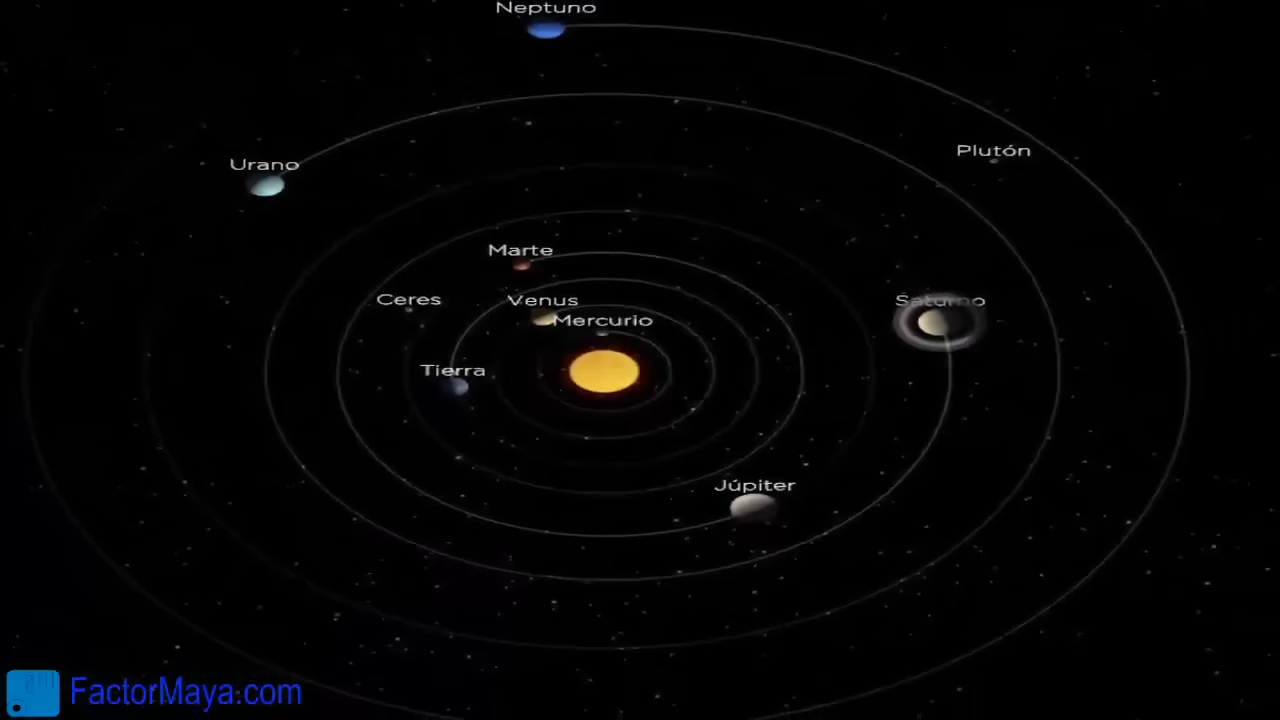 Neptuno
Plutón
Urano
Marte
Ceres
Venus
Saturno
Mercurio
Tierra
Júpiter
FactorMaya.com